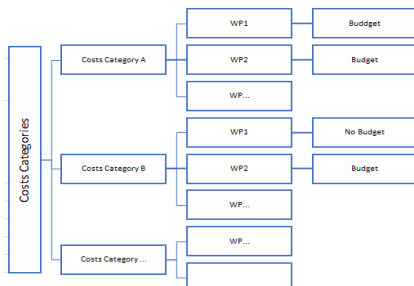 WP1
Buddget
Costs Category A
WP2
Budget
WP...
Costs Categories
WP1
No Budget
Costs Category B
WP2
Budget
WP...
WP...
Costs Category ...